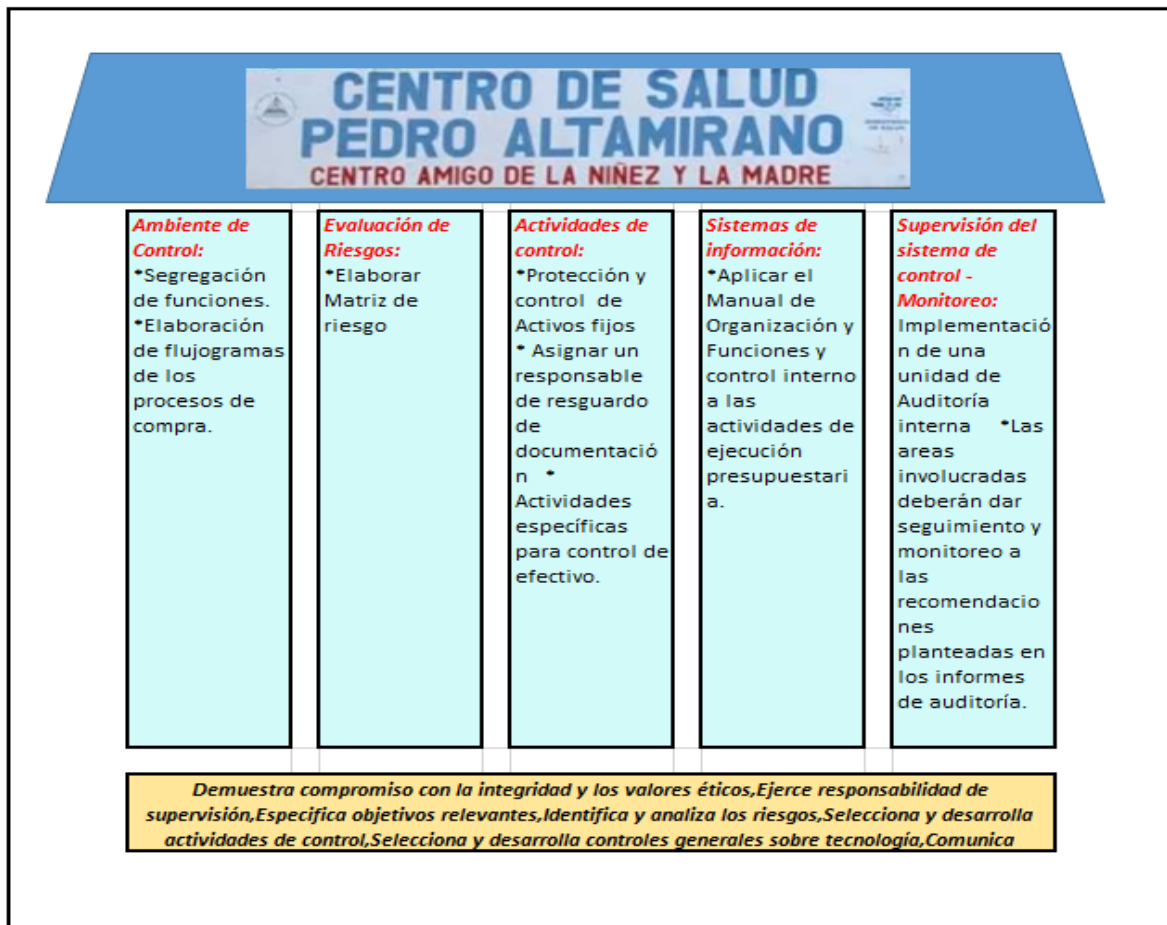 CENTRO DE SALUD
PEDRO ALTAMIRANO
CENTRO AMIGO DE LA NIÑEZ Y LA MADRE
Ambiente de
Control:
*Segregación
de funciones.
*Elaboración
de flujogramas
de los
procesos de
compra.
Evaluación de
Riesgos:
*Elaborar
Matriz de
riesgo
Actividades de
control:
*Protección y
control de
Activos fijos
* Asignar un
responsable
de resguardo
de
documentació
n *
Actividades
específicas
para control de
efectivo.
Sistemas de
información:
*Aplicar el
Manual de
Organización y
Funciones y
control interno
a las
actividades de
ejecución
presupuestari
a.
Supervisión del
sistema de
control -
Monitoreo:
Implementació
n de una
unidad de
Auditoría
interna *Las
areas
involucradas
deberán dar
seguimiento y
monitoreo a
las
recomendacio
nes
planteadas en
los informes
de auditoría.
Demuestra compromiso con la integridad y los valores éticos,Ejerce responsabilidad de
supervisión,Especifica objetivos relevantes,Identifica y analiza los riesgos,Selecciona y desarrolla
actividades de control,Selecciona y desarrolla controles generales sobre tecnología,Comunica